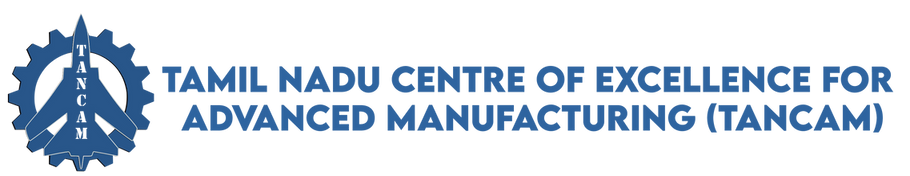 TANCAM
TAMIL NADU CENTRE OF EXCELLENCE FOR
ADVANCED MANUFACTURING (TANCAM)